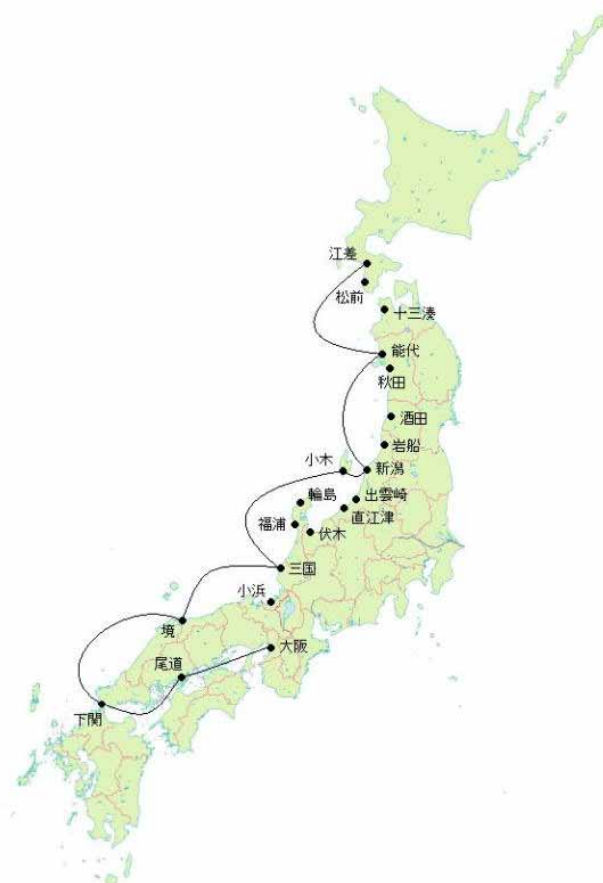 江差
松前
十三湊
能代
秋田
酒田
岩船
小木
新潟
輪島
出雲崎
直江津
福浦
伏木
三国
小浜
境
大阪
尾道
下関